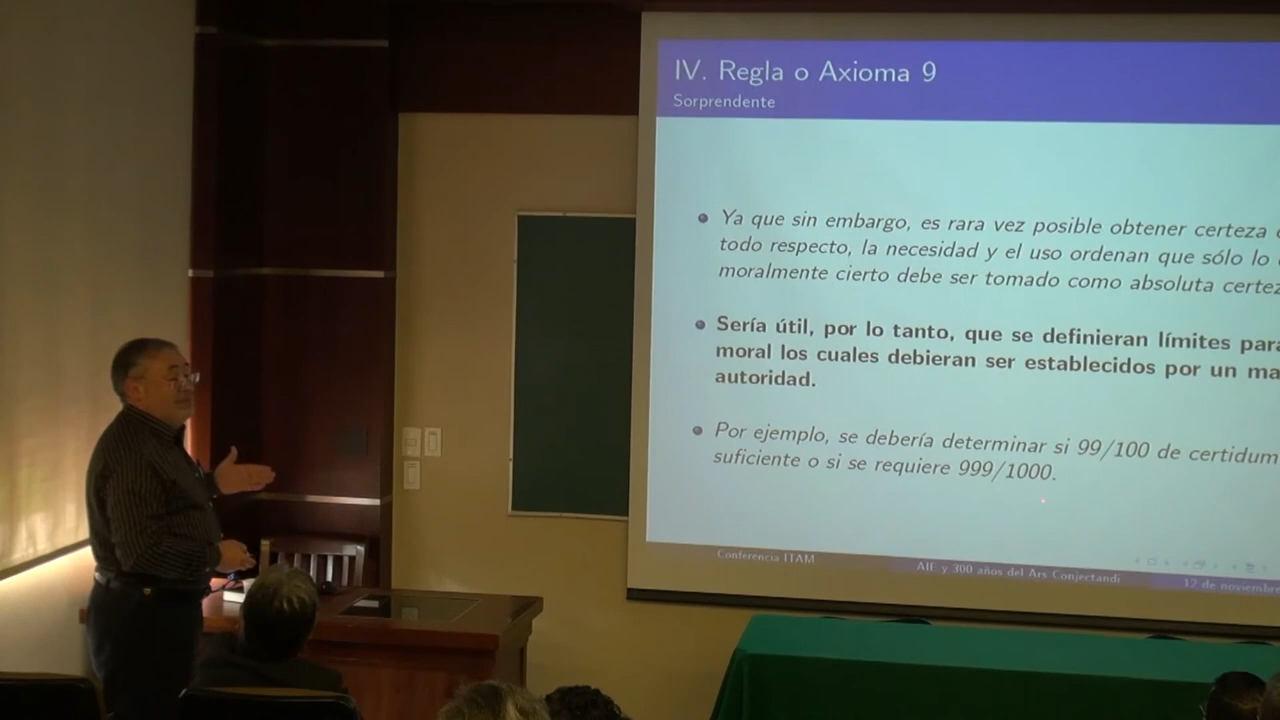 IV. Regla o Axioma 9
Sorprendente
Ya que sin embargo, es rara vez posible obtener certeza
todo respecto, la necesidad y el uso ordenan que sólo lo
moralmente cierto debe ser tomado como absoluta certez
Sería útil, por lo tanto, que se definieran límites para
moral los cuales debieran ser establecidos por un ma
autoridad.
Por ejemplo, se debería determinar si 99/100 de certidum
suficiente o si se requiere 999/1000.
Conferencia ITAM
AIE y 300 años del Ars Conjectandi
12 de noviembre